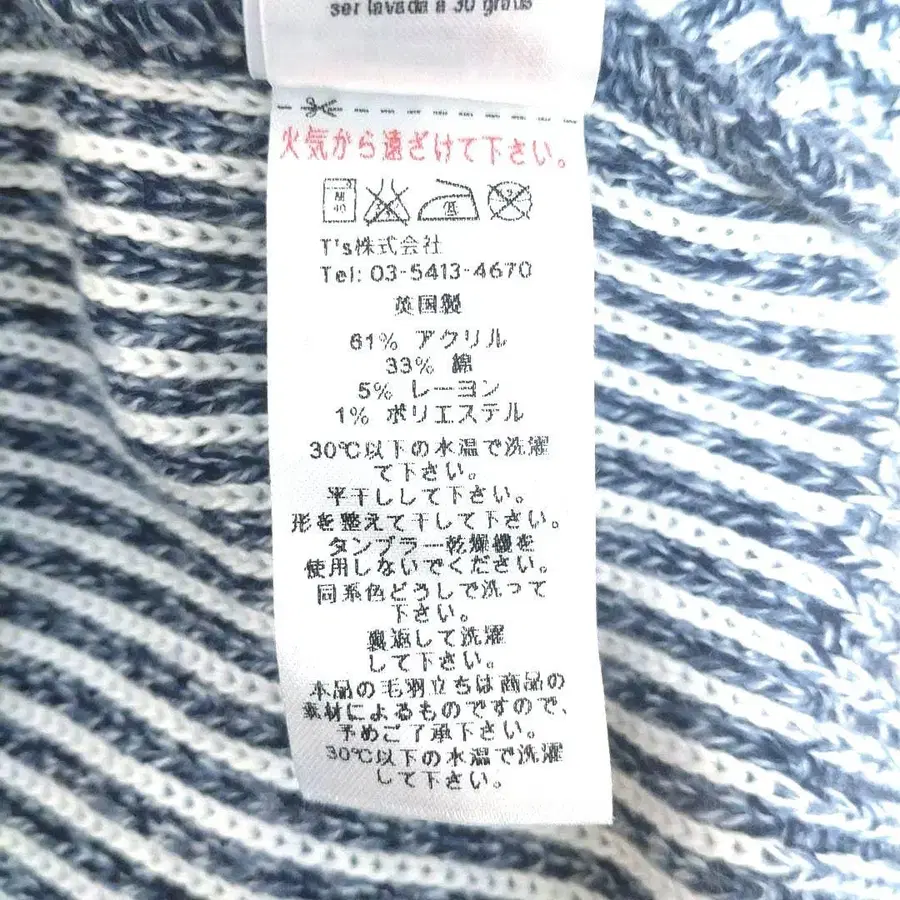 ser lavada a 30 graus
火気から遠ざけて下さい。
M
40
T's株式会社
Tel: 03-5413-4670
英国製
61% アクリル
33% 綿
5% レーヨン
1% ポリエステル
30℃以下の水温で洗濯
て下さい。
平干しして下さい。
形を整えて干して下さい。
タンブラー乾燥機を
使用しないでください。
同系色どうしで洗って
下さい。
裏返して洗濯
して下さい。
本品の毛羽立ちは商品の
素材によるものですので、
予めご了承下さい。
30℃以下の水温で洗濯
して下さい。